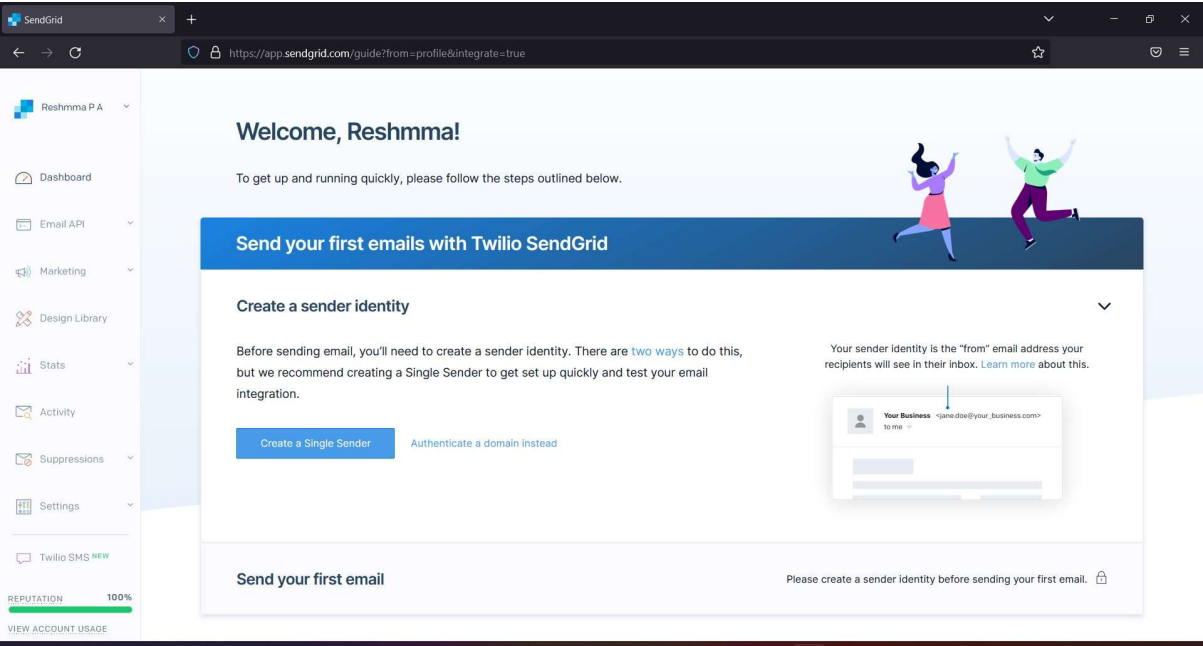 SendGrid
https://app.sendgrid.com/guide?from=profile&integrate=true
Reshmma P A
Dashboard
Email API
Marketing
Design Library
Stats
Activity
Suppressions
Settings
Twilio SMS NEW
REPUTATION 100%
VIEW ACCOUNT USAGE
Welcome, Reshmma!
To get up and running quickly, please follow the steps outlined below.
Send your first emails with Twilio SendGrid
Create a sender identity
Before sending email, you'll need to create a sender identity. There are two ways to do this,
but we recommend creating a Single Sender to get set up quickly and test your email
integration.
Create a Single Sender
Authenticate a domain instead
Your sender identity is the "from" email address your
recipients will see in their inbox. Learn more about this.
Your Business <jane.doe@your_business.com>
to me
Send your first email
Please create a sender identity before sending your first email.